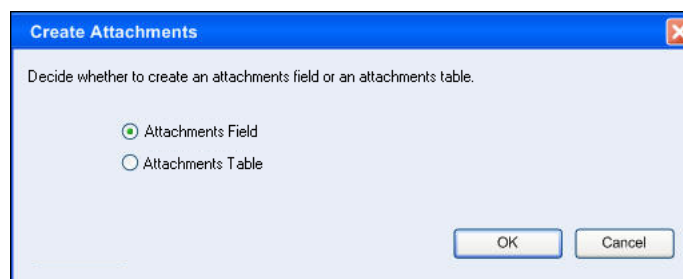 Create Attachments
Decide whether to create an attachments field or an attachments table.
Attachments Field
Attachments Table
OK Cancel